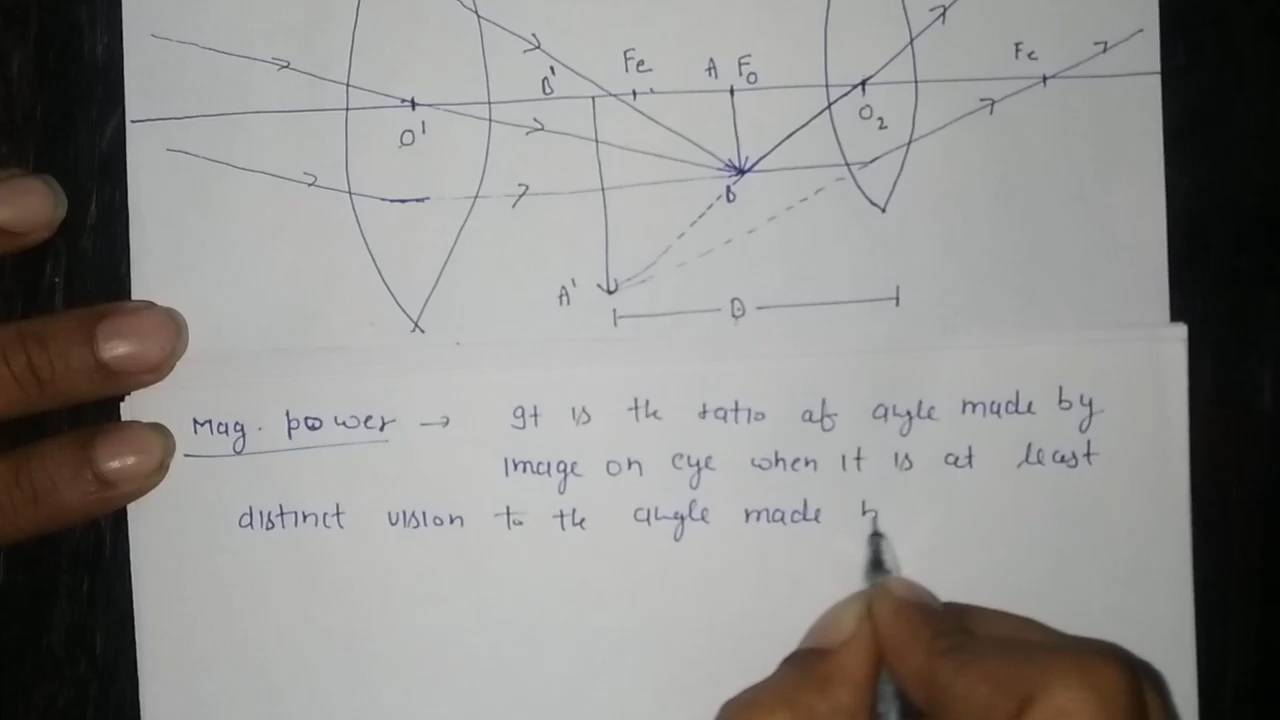 B' Fe A F0 Fe
O' O2
B
A' D
Mag. power → It is the ratio of angle made by
image on eye when it is at least
distinct vision to the angle made b